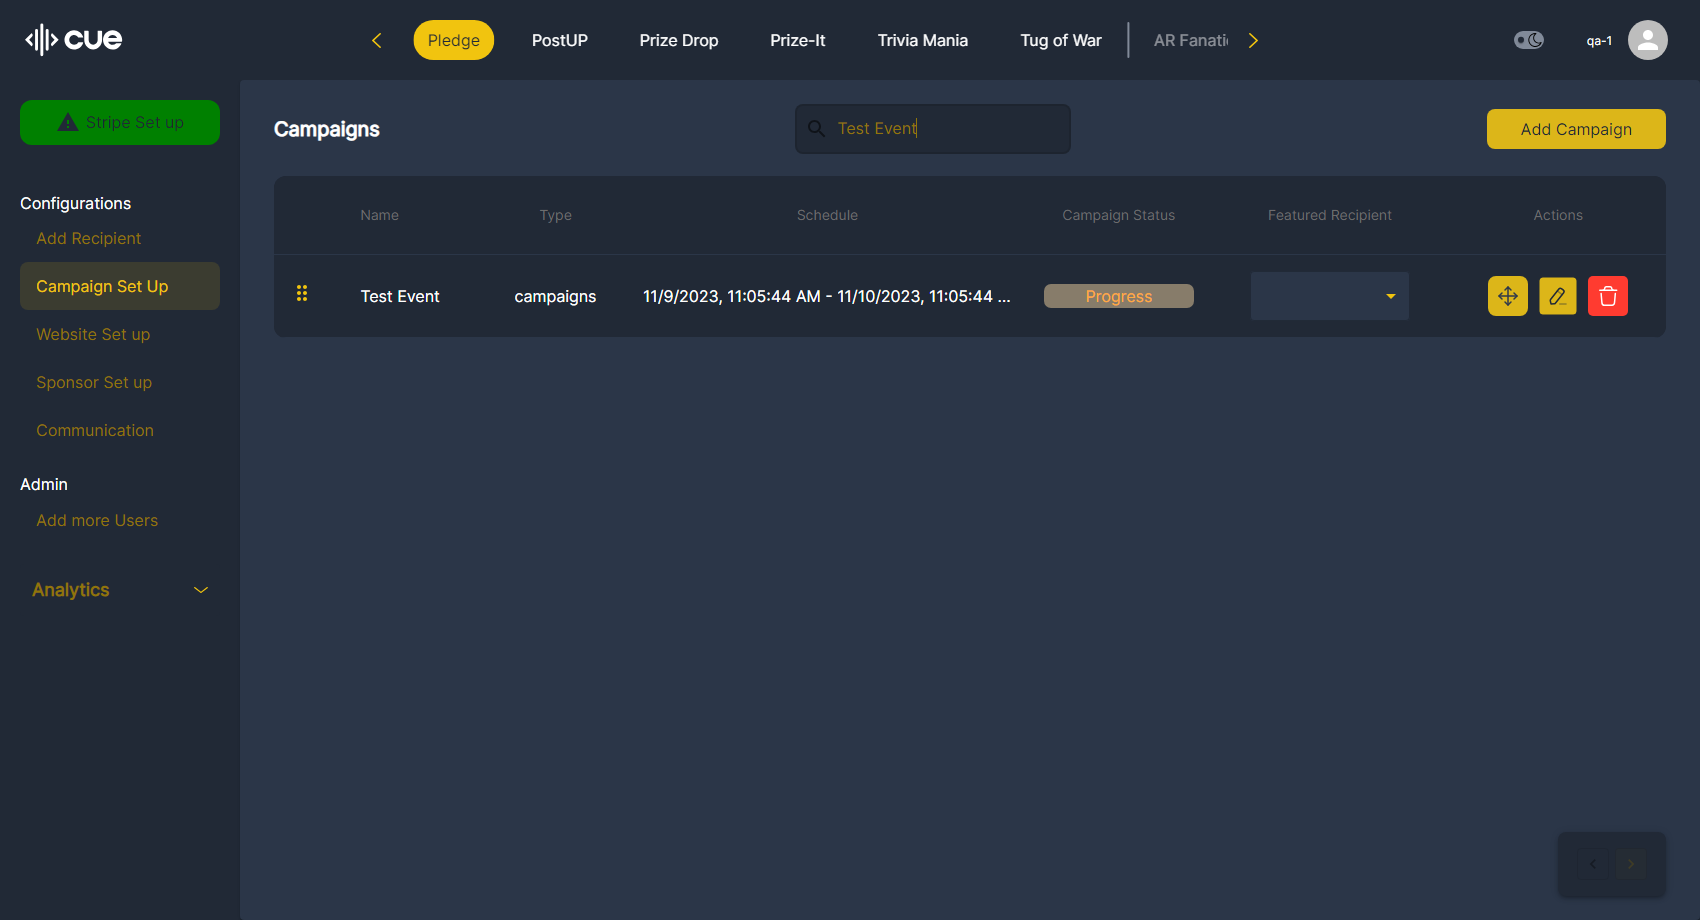 cue
Pledge PostUP Prize Drop Prize-It Trivia Mania Tug of War AR Fanati
qa-1
Stripe Set up
Configurations
Add Recipient
Campaign Set Up
Website Set up
Sponsor Set up
Communication
Admin
Add more Users
Analytics
Campaigns
Test Event
Add Campaign
Name Type Schedule Campaign Status Featured Recipient Actions
Test Event campaigns 11/9/2023, 11:05:44 AM - 11/10/2023, 11:05:44 ... Progress